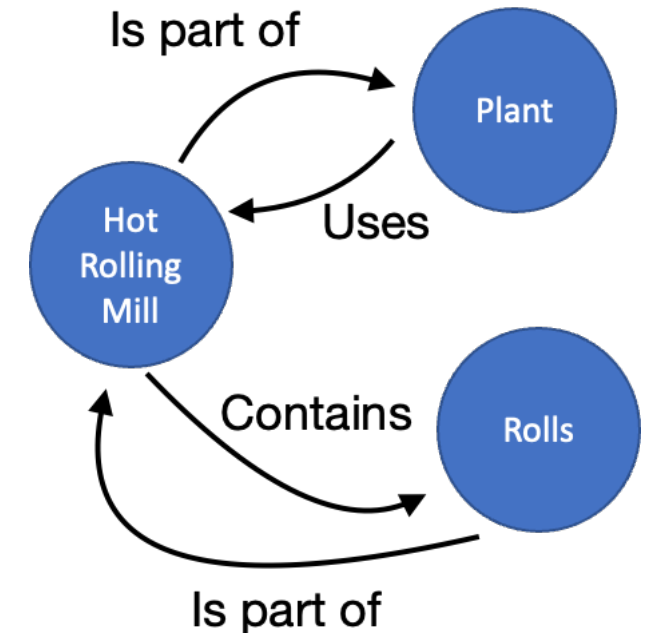 Is part of
Plant
Uses
Hot
Rolling
Mill
Contains
Rolls
Is part of